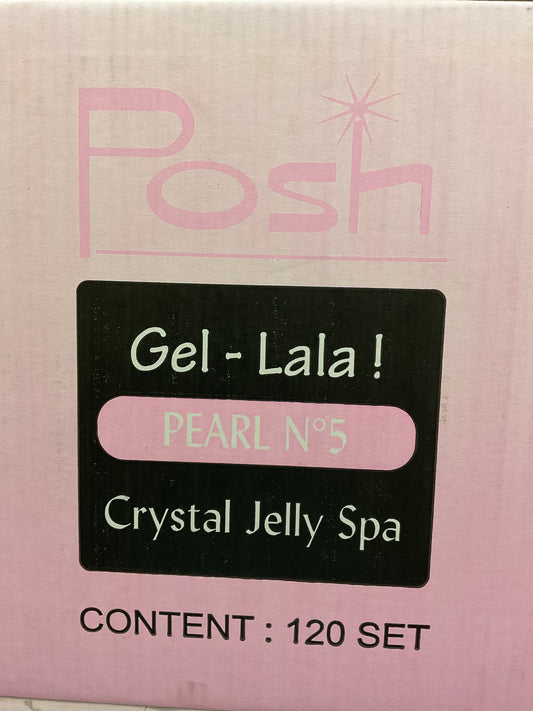 Posh
Gel - Lala !
PEARL N°5
Crystal Jelly Spa
CONTENT : 120 SET